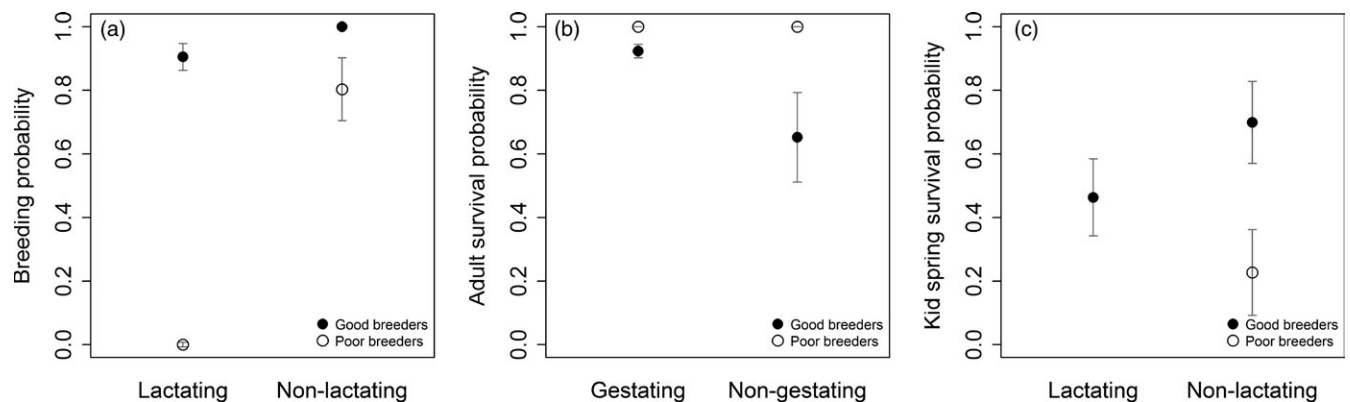 (a)
Breeding probability
1.0
0.8
0.6
0.4
0.2
0.0
Good breeders
Poor breeders
Lactating Non-lactating
(b)
Adult survival probability
1.0
0.8
0.6
0.4
0.2
0.0
Good breeders
Poor breeders
Gestating Non-gestating
(c)
Kid spring survival probability
1.0
0.8
0.6
0.4
0.2
0.0
Good breeders
Poor breeders
Lactating Non-lactating